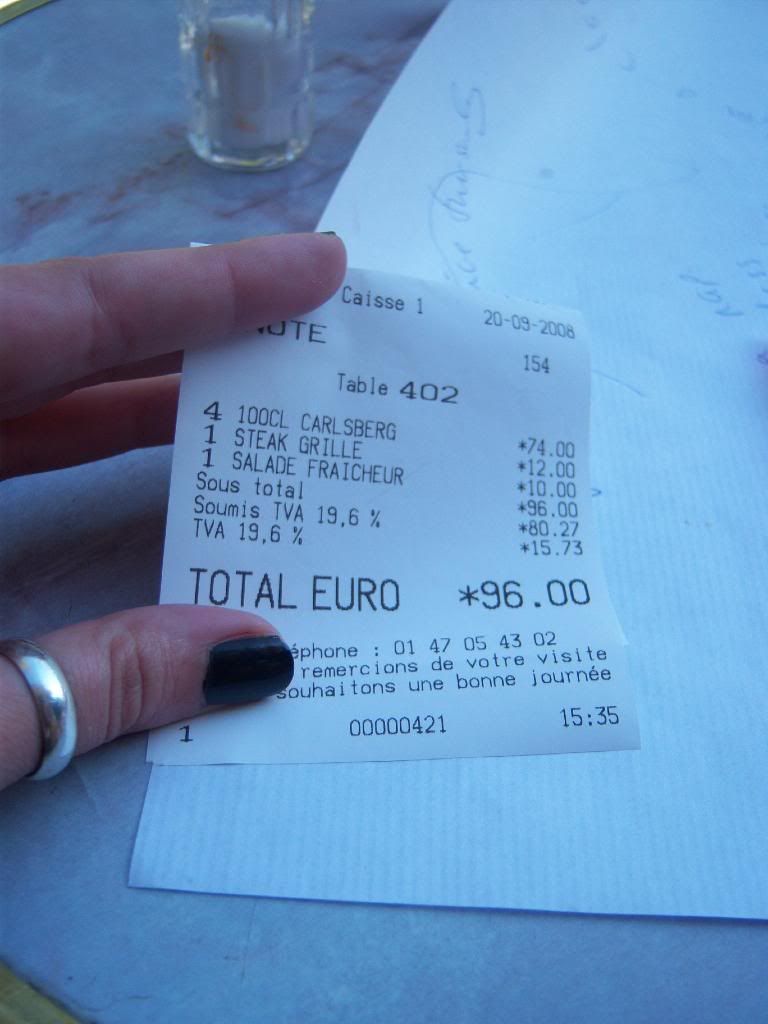 Caisse 1 20-09-2008
NOTE
154
Table 402
4 100CL CARLSBERG *74.00
1 STEAK GRILLE *12.00
1 SALADE FRAICHEUR *10.00
Sous total *96.00
Soumis TVA 19,6 % *80.27
TVA 19,6 % *15.73
TOTAL EURO *96.00
éphone : 01 47 05 43 02
remercions de votre visite
souhaitons une bonne journée
1 00000421 15:35